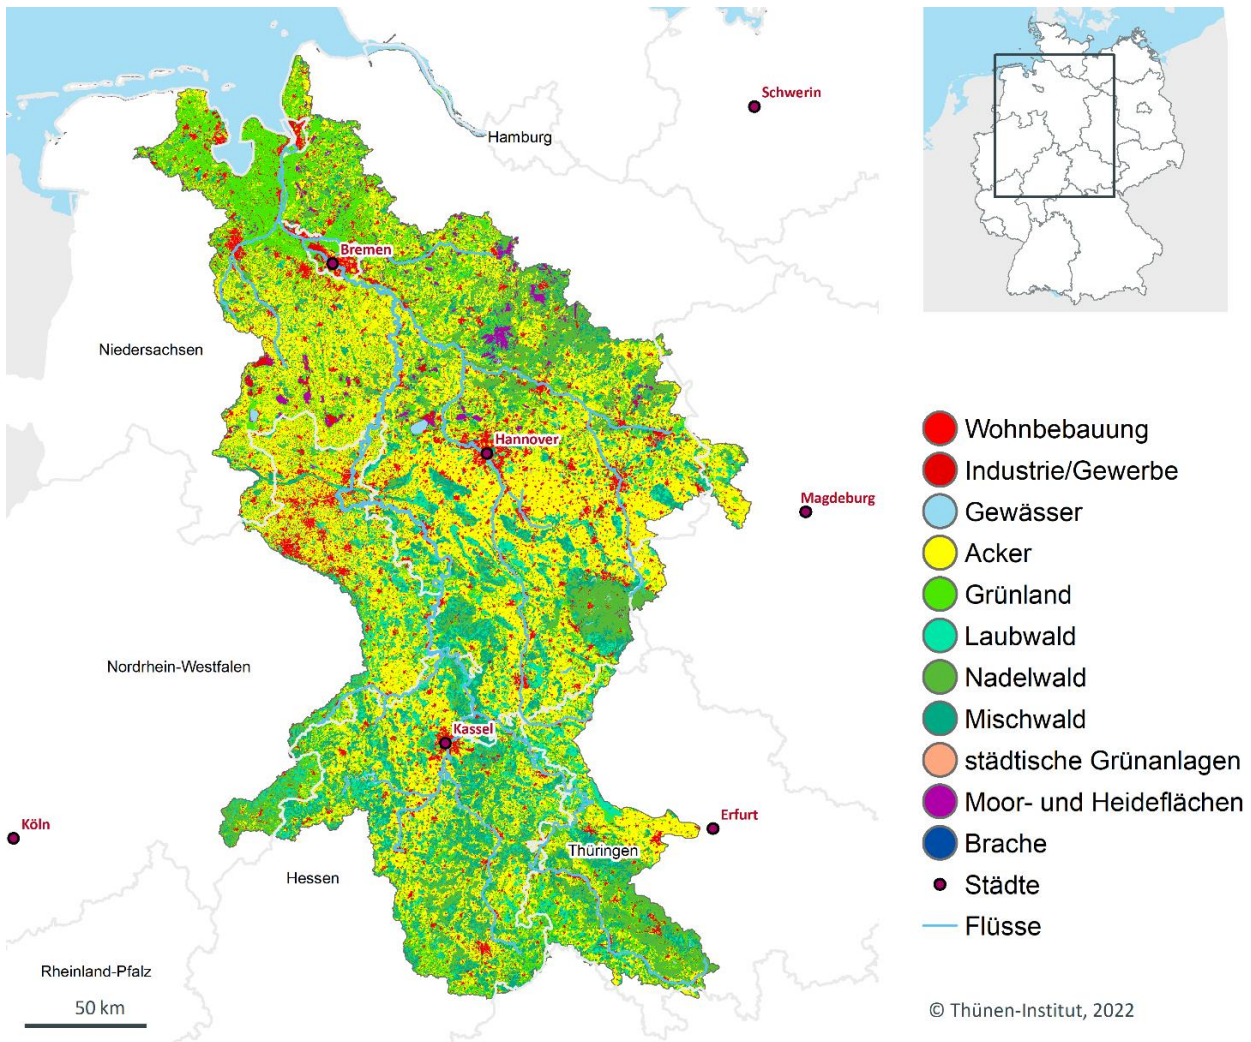 Schwerin
Hamburg
Bremen
Niedersachsen
Hannover
Magdeburg
Nordrhein-Westfalen
Kassel
Köln
Erfurt
Thüringen
Hessen
Rheinland-Pfalz
50 km
Wohnbebauung
Industrie/Gewerbe
Gewässer
Acker
Grünland
Laubwald
Nadelwald
Mischwald
städtische Grünanlagen
Moor- und Heideflächen
Brache
Städte
Flüsse
© Thünen-Institut, 2022